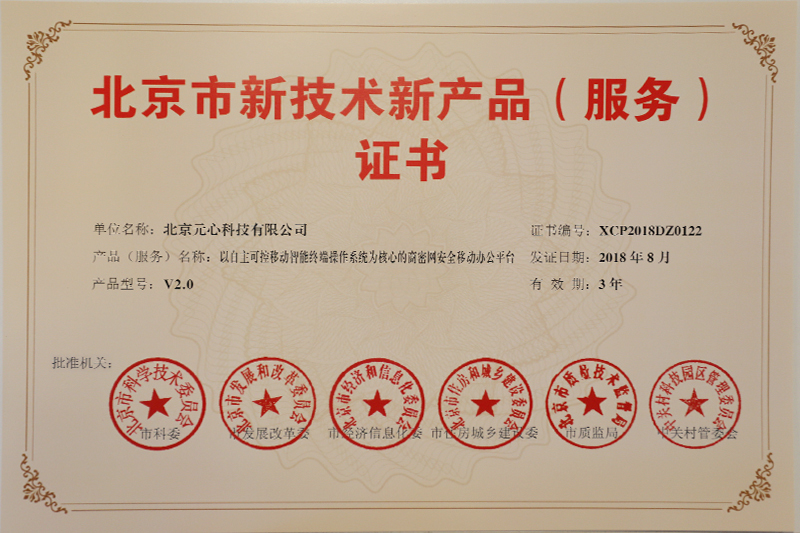 北京市新技术新产品（服务）
证书
单位名称：北京元心科技有限公司
证书编号：XCP2018DZ0122
产品（服务）名称：以自主可控移动智能终端操作系统为核心的商密网安全移动办公平台
发证日期：2018年8月
产品型号：V2.0
有 效 期：3年
批准机关：
北京市科学技术委员会
北京市发展和改革委员会
北京市经济和信息化委员会
北京市住房和城乡建设委员会
北京市质量技术监督局
中关村科技园区管理委员会
市科委
市发展改革委
市经济信息化委
市住房城乡建设委
市质监局
中关村管委会